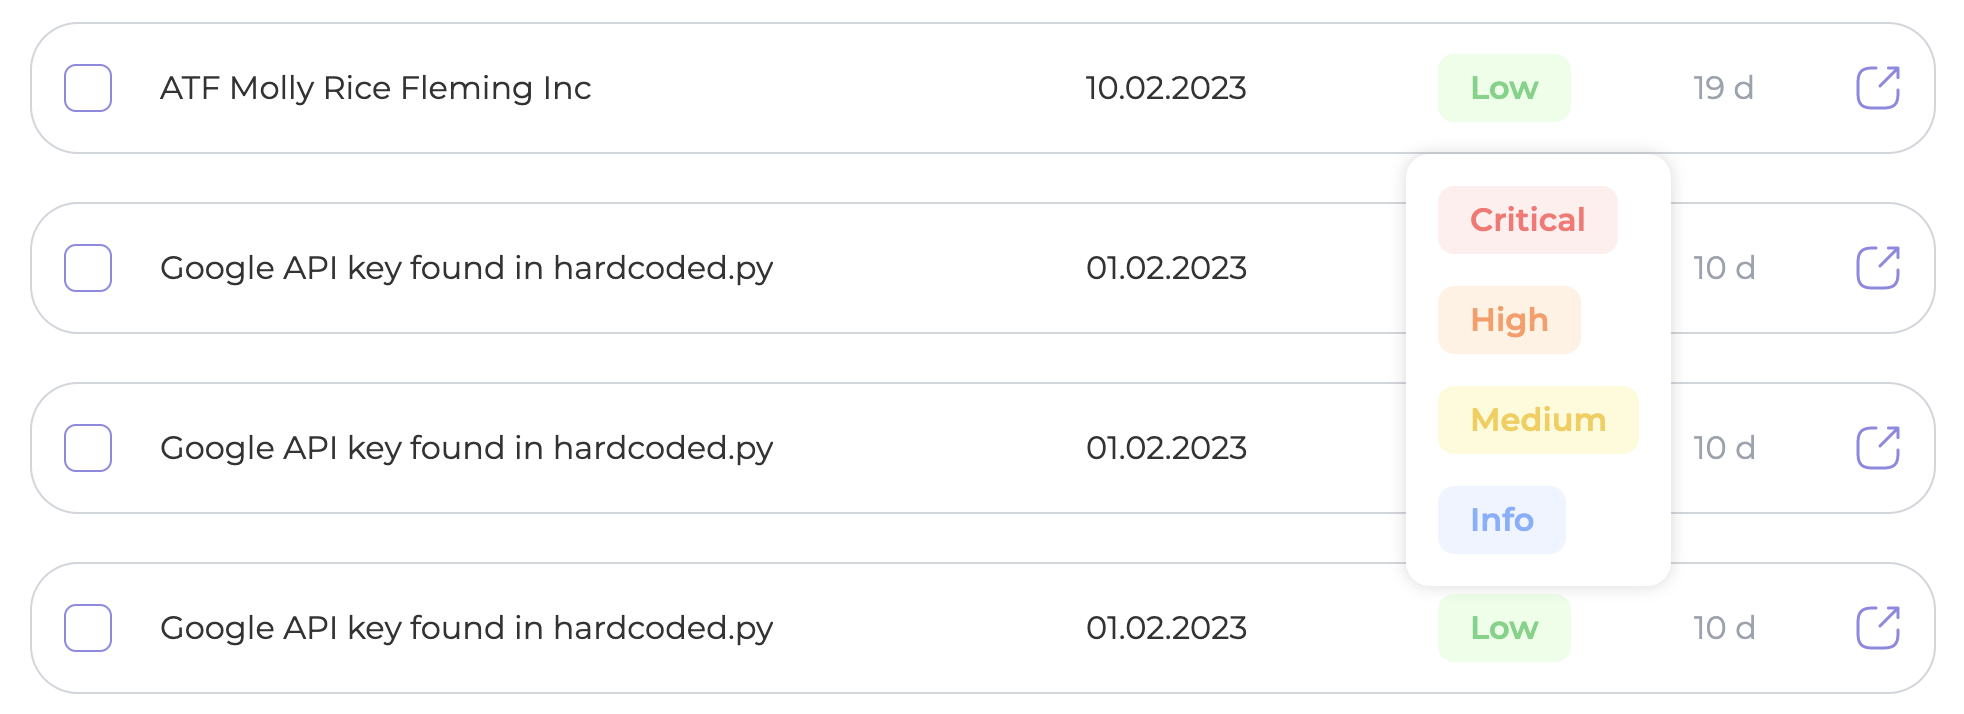 ATF Molly Rice Fleming Inc 10.02.2023 Low 19 d
Critical
Google API key found in hardcoded.py 01.02.2023 10 d
High
Medium
Google API key found in hardcoded.py 01.02.2023 10 d
Info
Google API key found in hardcoded.py 01.02.2023 Low 10 d